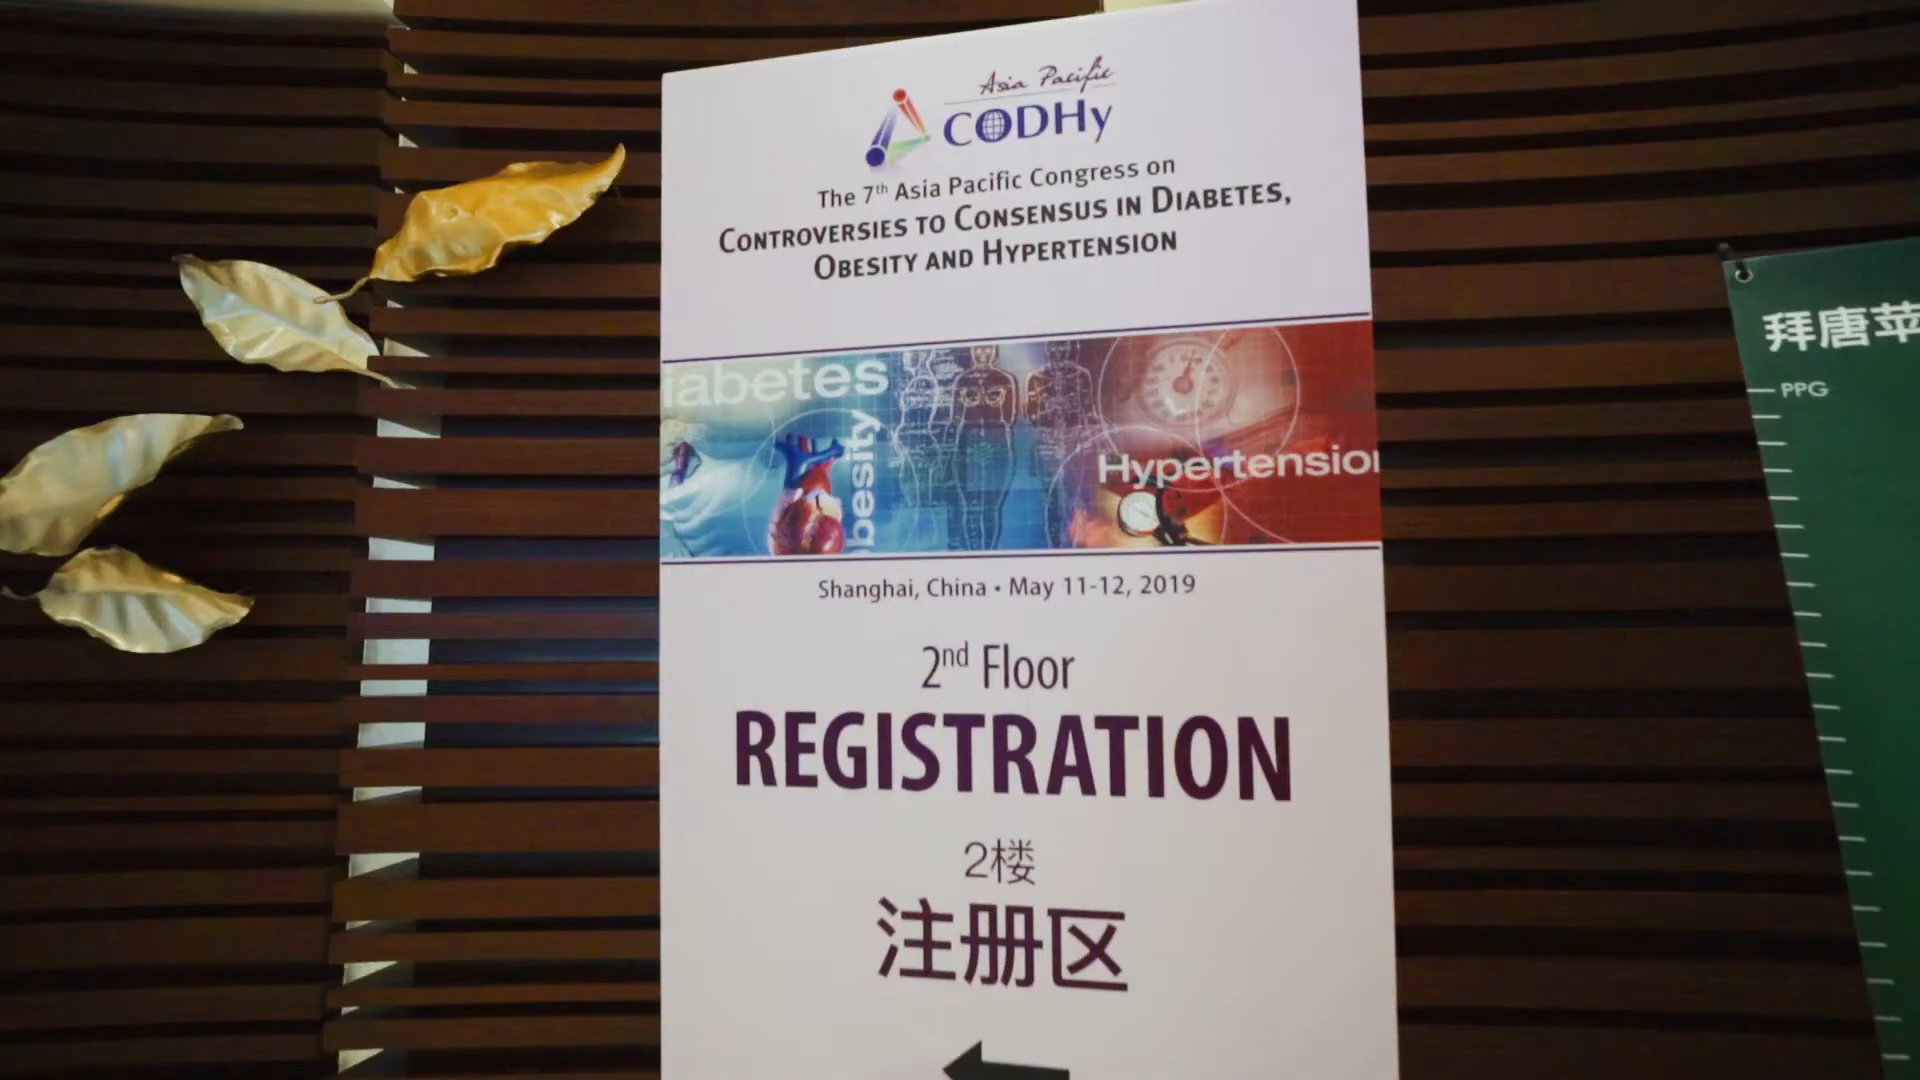 Asia Pacific
CODHy
The 7th Asia Pacific Congress on
CONTROVERSIES TO CONSENSUS IN DIABETES,
OBESITY AND HYPERTENSION
iabetes
besity
Hypertension
Shanghai, China • May 11-12, 2019
2nd Floor
REGISTRATION
2楼
注册区
拜唐苹
PPG